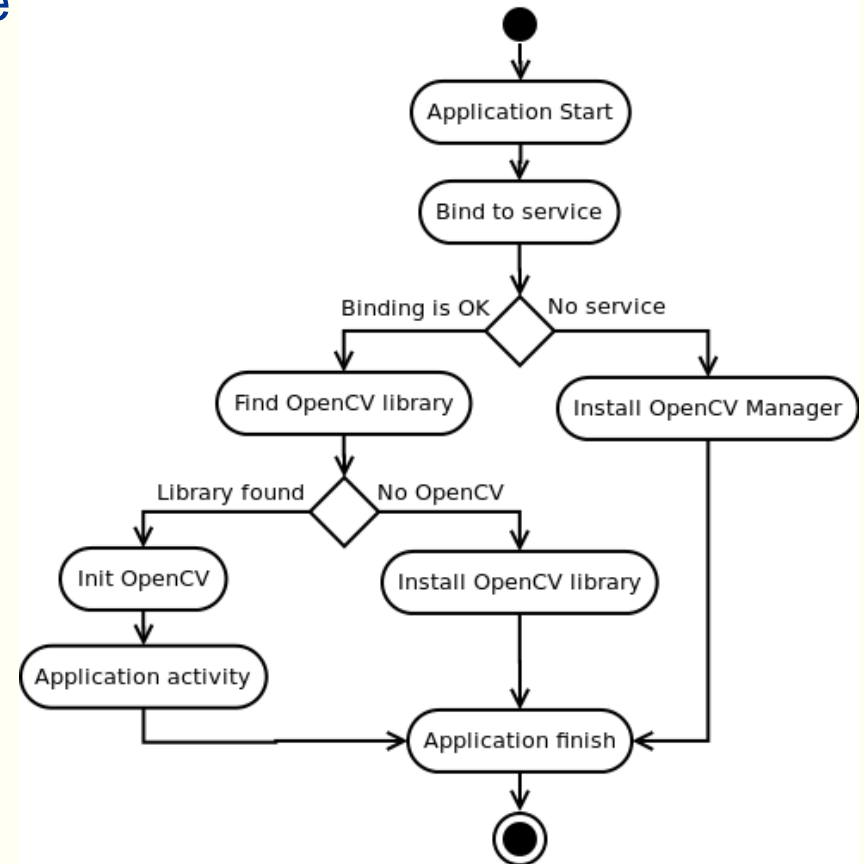 e
Application Start
Bind to service
Binding is OK
No service
Find OpenCV library
Install OpenCV Manager
Library found
No OpenCV
Init OpenCV
Install OpenCV library
Application activity
Application finish